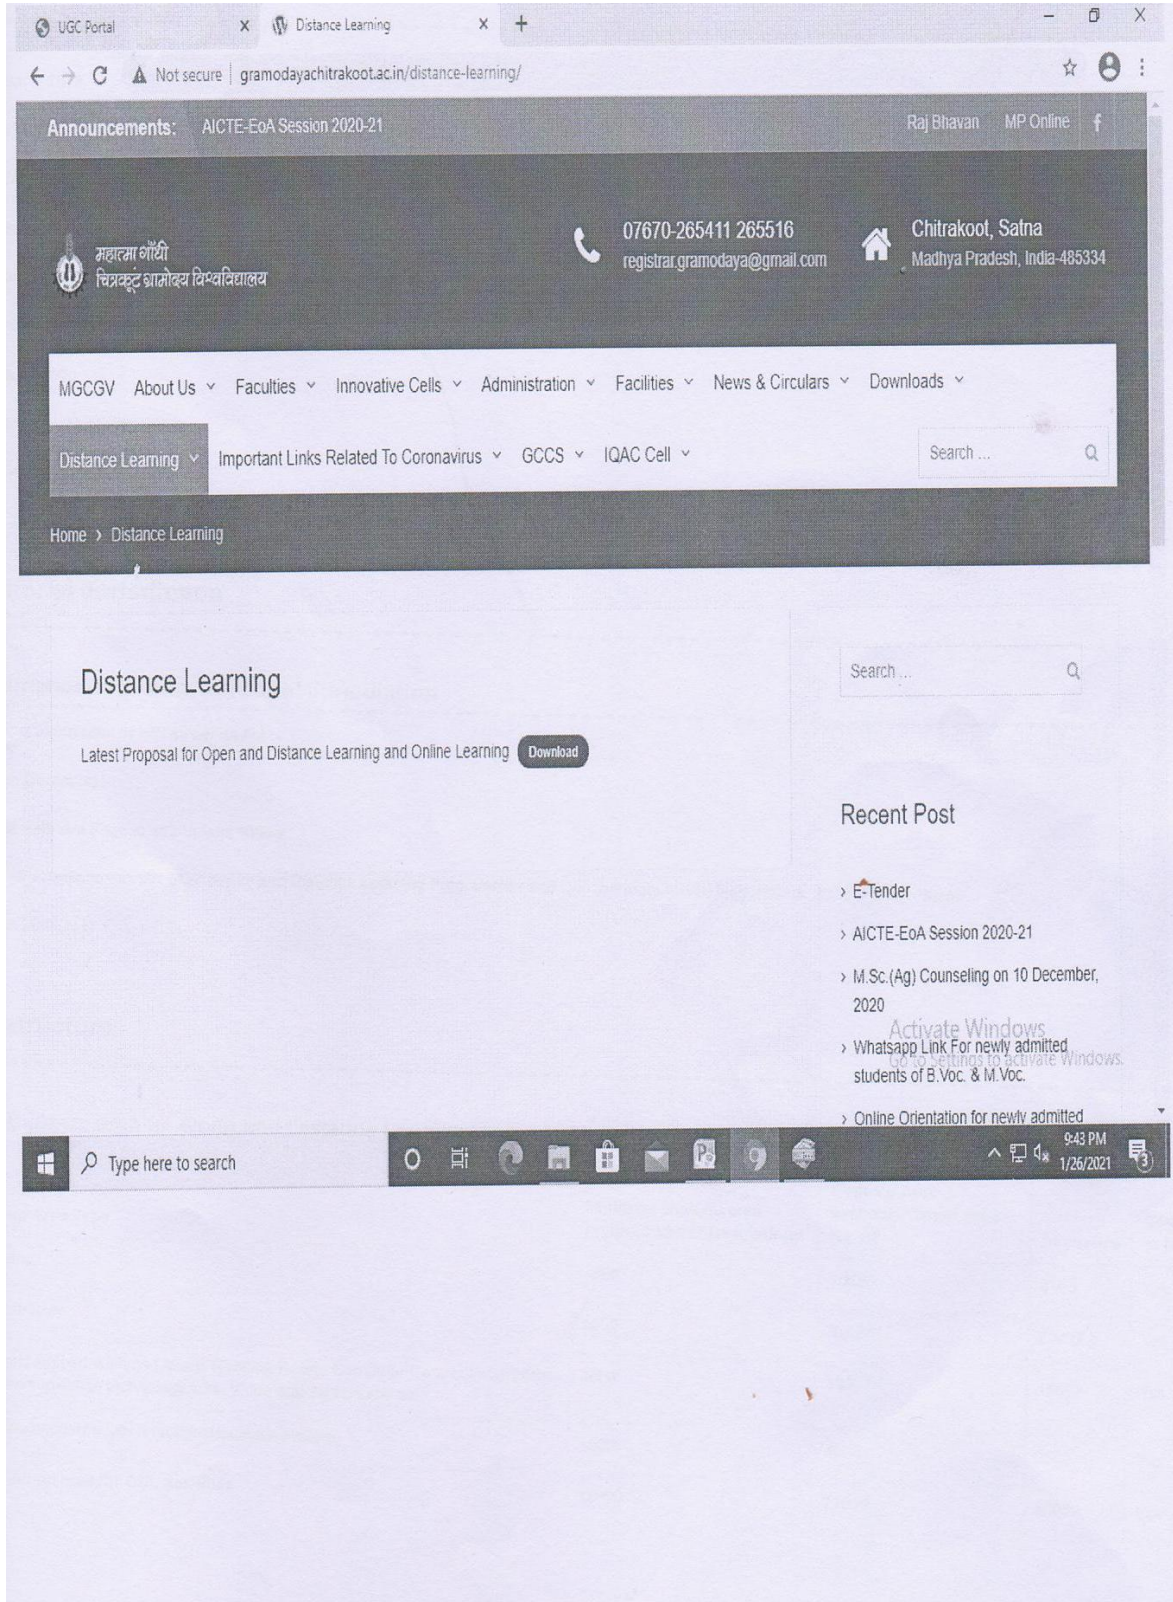 UGC Portal
Distance Learning
Not secure | gramodayachitrakoot.ac.in/distance-learning/
Announcements: AICTE-EoA Session 2020-21 Raj Bhavan MP Online f
महात्मा गाँधी
चित्रकूट ग्रामोदय विश्वविद्यालय
07670-265411 265516
registrar.gramodaya@gmail.com
Chitrakoot, Satna
Madhya Pradesh, India-485334
MGCGV About Us Faculties Innovative Cells Administration Facilities News & Circulars Downloads
Distance Learning Important Links Related To Coronavirus GCCS IQAC Cell Search ...
Home > Distance Learning
Distance Learning
Latest Proposal for Open and Distance Learning and Online Learning Download
Search ...
Recent Post
> E-Tender
> AICTE-EoA Session 2020-21
> M.Sc.(Ag) Counseling on 10 December,
2020
> Whatsapp Link For newly admitted
students of B.Voc. & M.Voc.
> Online Orientation for newly admitted
Activate Windows
Go to Settings to activate Windows.
Type here to search
9:43 PM
1/26/2021
3